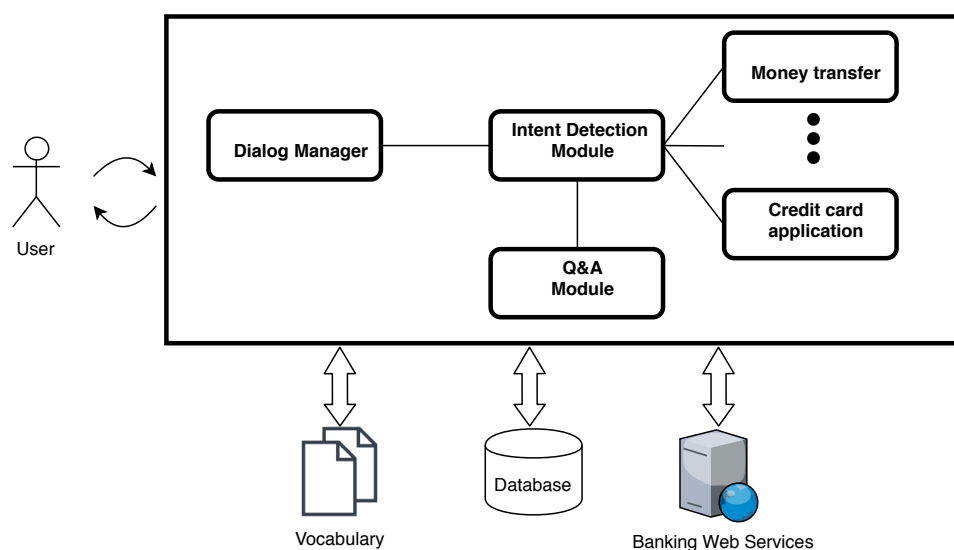 Money transfer
Dialog Manager
Intent Detection
Module
User
Credit card
application
Q&A
Module
Vocabulary
Database
Banking Web Services